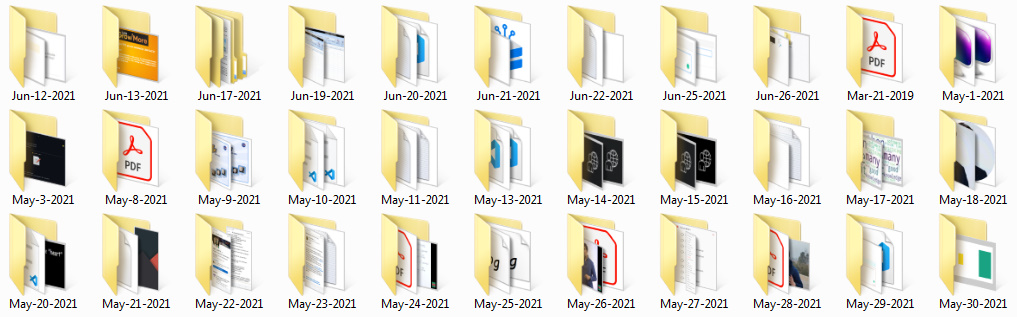 Grow More
PDF
Jun-12-2021 Jun-13-2021 Jun-17-2021 Jun-19-2021 Jun-20-2021 Jun-21-2021 Jun-22-2021 Jun-25-2021 Jun-26-2021 Mar-21-2019 May-1-2021
PDF
many
May-3-2021 May-8-2021 May-9-2021 May-10-2021 May-11-2021 May-13-2021 May-14-2021 May-15-2021 May-16-2021 May-17-2021 May-18-2021
PDF
May-20-2021 May-21-2021 May-22-2021 May-23-2021 May-24-2021 May-25-2021 May-26-2021 May-27-2021 May-28-2021 May-29-2021 May-30-2021